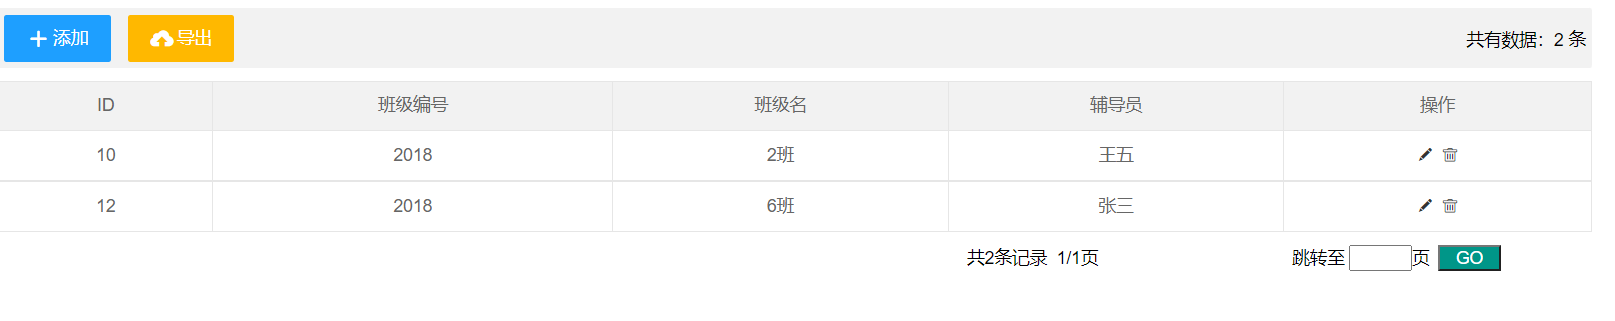 添加 导出 共有数据：2 条
ID 班级编号 班级名 辅导员 操作
10 2018 2班 王五
12 2018 6班 张三
共2条记录 1/1页 跳转至 页 GO